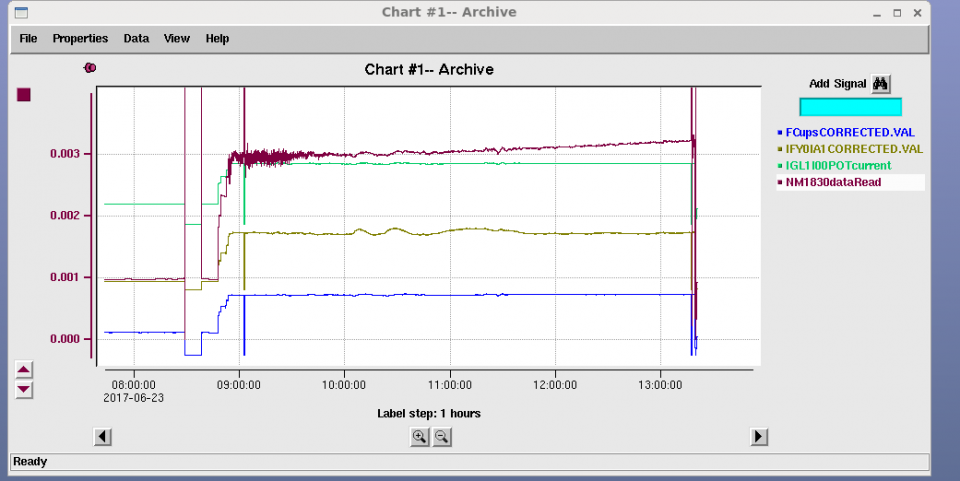 Chart #1-- Archive
File Properties Data View Help
Chart #1-- Archive
Add Signal
FCupsCORRECTED.VAL
IFY0IA1CORRECTED.VAL
IGL1I00POTcurrent
NM1830dataRead
0.003
0.002
0.001
0.000
08:00:00 09:00:00 10:00:00 11:00:00 12:00:00 13:00:00
2017-06-23
Label step: 1 hours
Ready